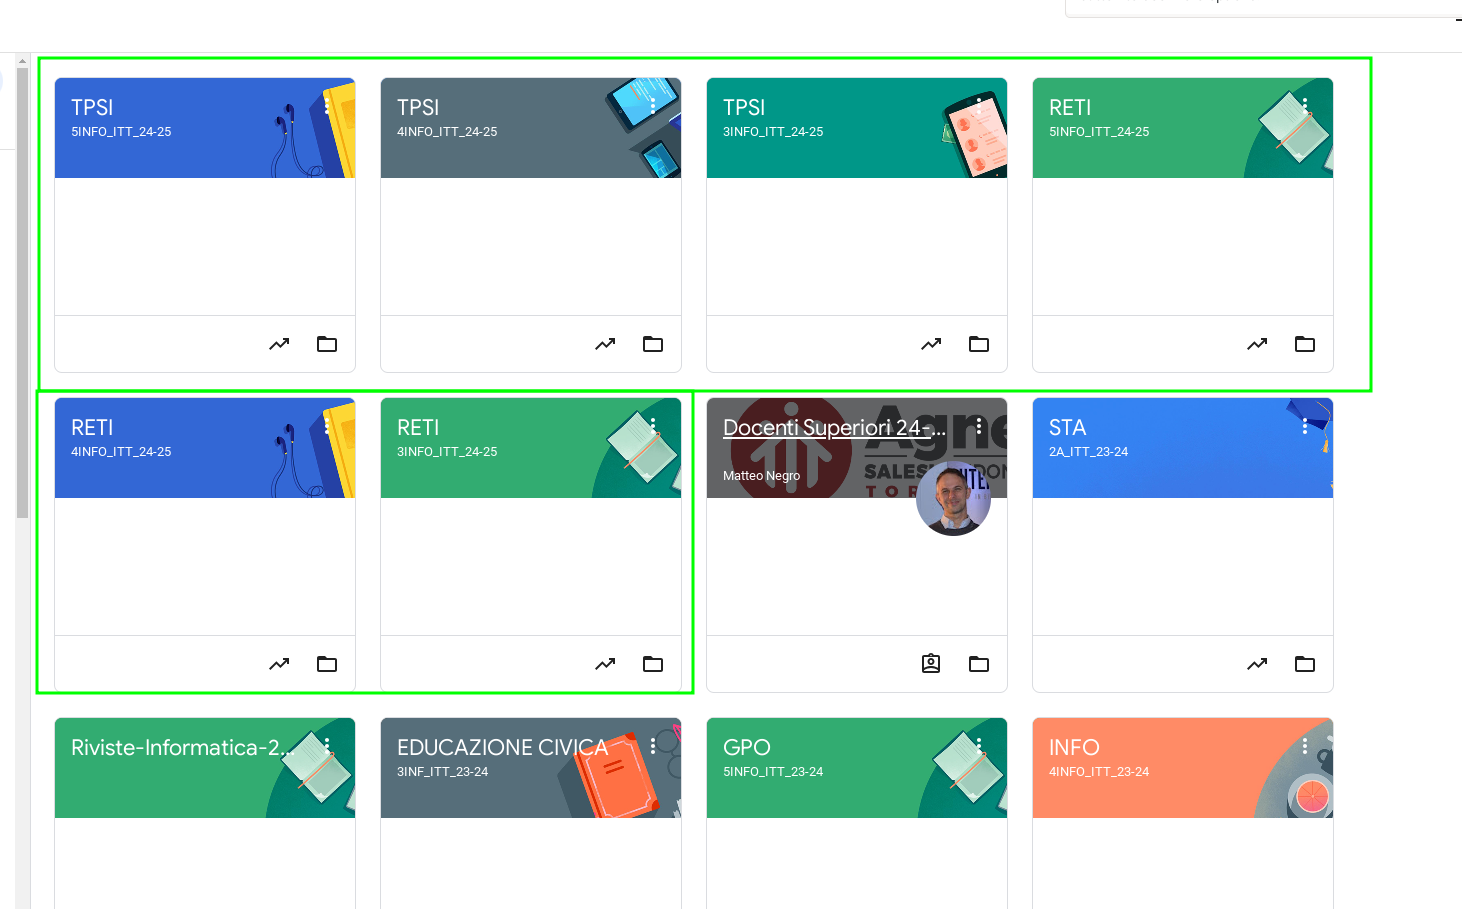 TPSI
5INFO_ITT_24-25
TPSI
4INFO_ITT_24-25
TPSI
3INFO_ITT_24-25
RETI
5INFO_ITT_24-25
RETI
4INFO_ITT_24-25
RETI
3INFO_ITT_24-25
Docenti Superiori 24-...
Matteo Negro
STA
2A_ITT_23-24
Riviste-Informatica-2...
EDUCAZIONE CIVICA
3INF_ITT_23-24
GPO
5INFO_ITT_23-24
INFO
4INFO_ITT_23-24